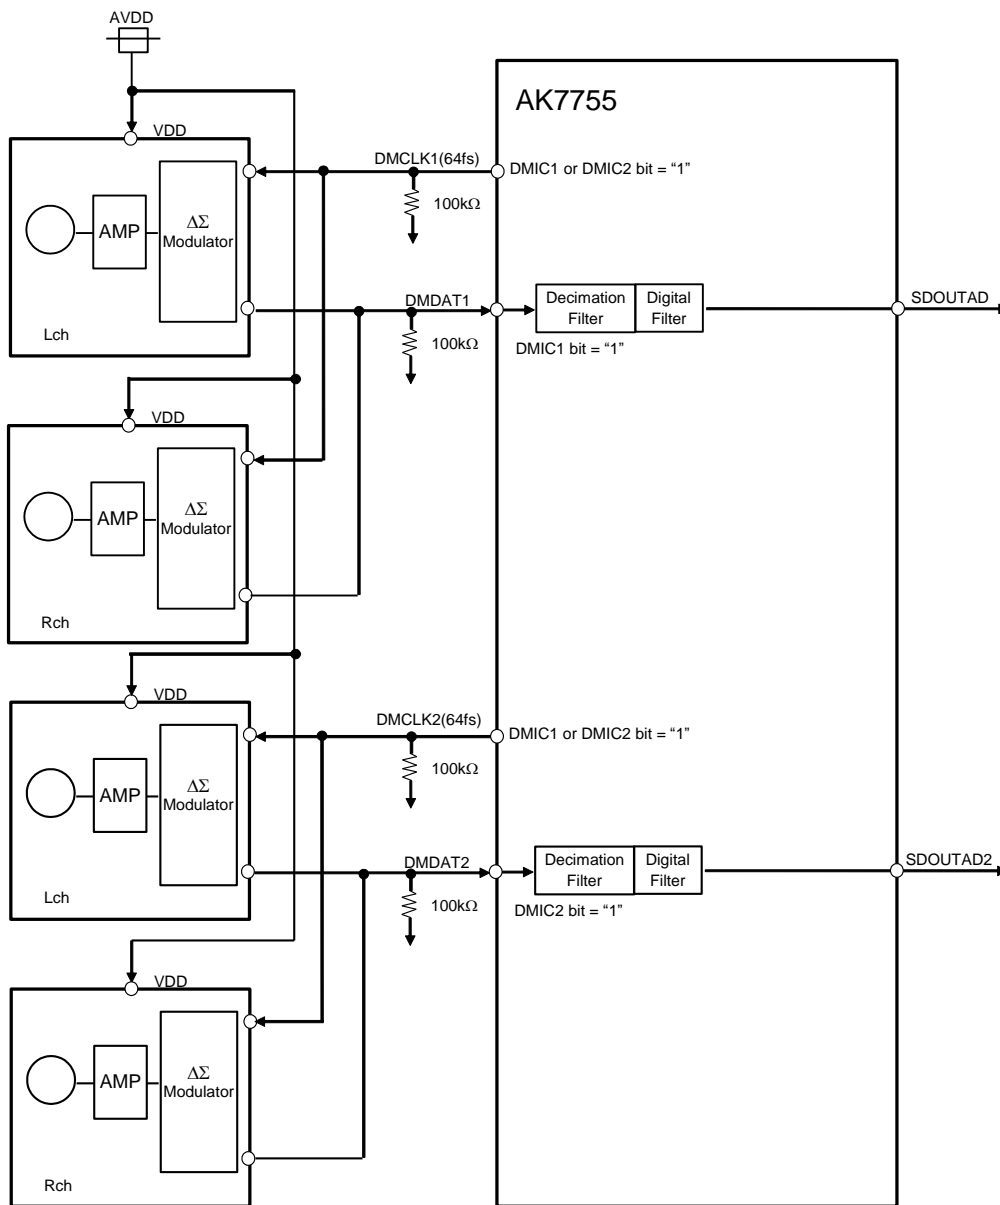 AVDD
AK7755
VDD
DMCLK1(64fs)
DMIC1 or DMIC2 bit = “1”
100kΩ
AMP
ΔΣ
Modulator
Lch
DMDAT1
100kΩ
Decimation
Filter
Digital
Filter
DMIC1 bit = “1”
SDOUTAD
VDD
AMP
ΔΣ
Modulator
Rch
VDD
DMCLK2(64fs)
DMIC1 or DMIC2 bit = “1”
100kΩ
AMP
ΔΣ
Modulator
Lch
DMDAT2
100kΩ
Decimation
Filter
Digital
Filter
DMIC2 bit = “1”
SDOUTAD2
VDD
AMP
ΔΣ
Modulator
Rch